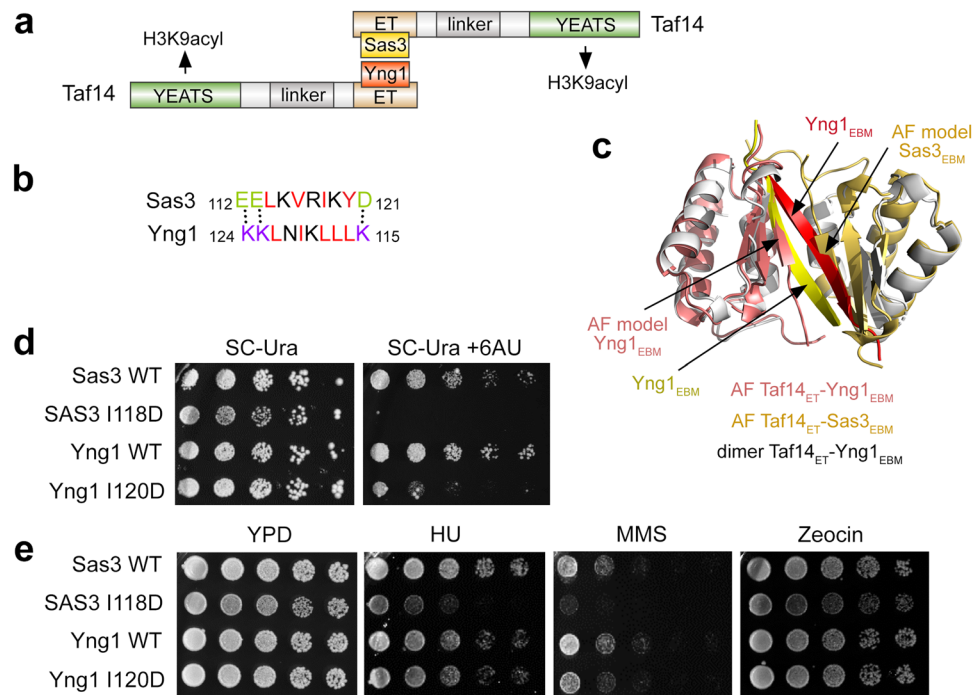 a
ET linker YEATS Taf14
H3K9acyl Sas3
Yng1 H3K9acyl
Taf14 YEATS linker ET
b
Sas3 112 EELKVRIKYD 121
Yng1 124 KKLNIKLLLK 115
c
Yng1EBM
AF model
Sas3EBM
AF model
Yng1EBM
Yng1EBM
AF Taf14ET-Yng1EBM
AF Taf14ET-Sas3EBM
dimer Taf14ET-Yng1EBM
d
SC-Ura SC-Ura +6AU
Sas3 WT
SAS3 I118D
Yng1 WT
Yng1 I120D
e
YPD HU MMS Zeocin
Sas3 WT
SAS3 I118D
Yng1 WT
Yng1 I120D